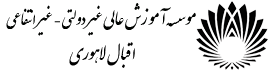 موسسه آموزش عالی غیردولتی - غیرانتفاعی
اقبال لاهوری